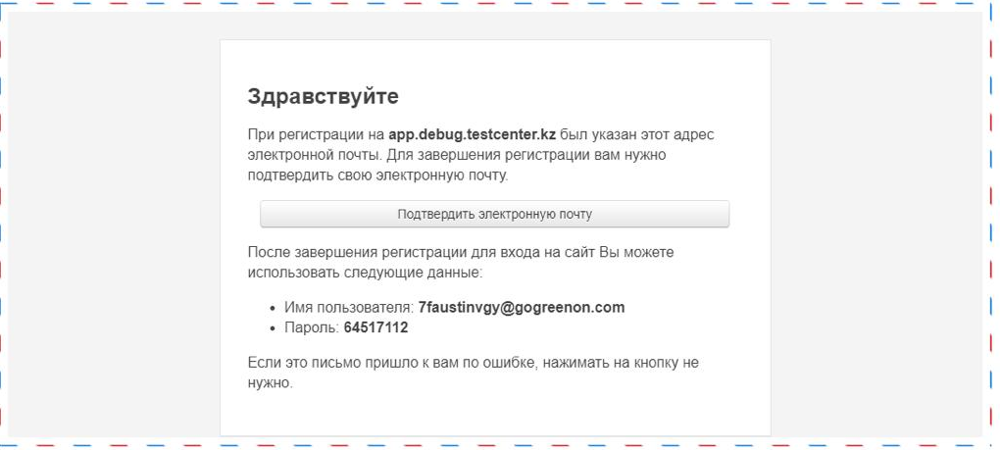 Здравствуйте
При регистрации на app.debug.testcenter.kz был указан этот адрес
электронной почты. Для завершения регистрации вам нужно
подтвердить свою электронную почту.
Подтвердить электронную почту
После завершения регистрации для входа на сайт Вы можете
использовать следующие данные:
• Имя пользователя: 7faustinvgy@gogreenon.com
• Пароль: 64517112
Если это письмо пришло к вам по ошибке, нажимать на кнопку не
нужно.